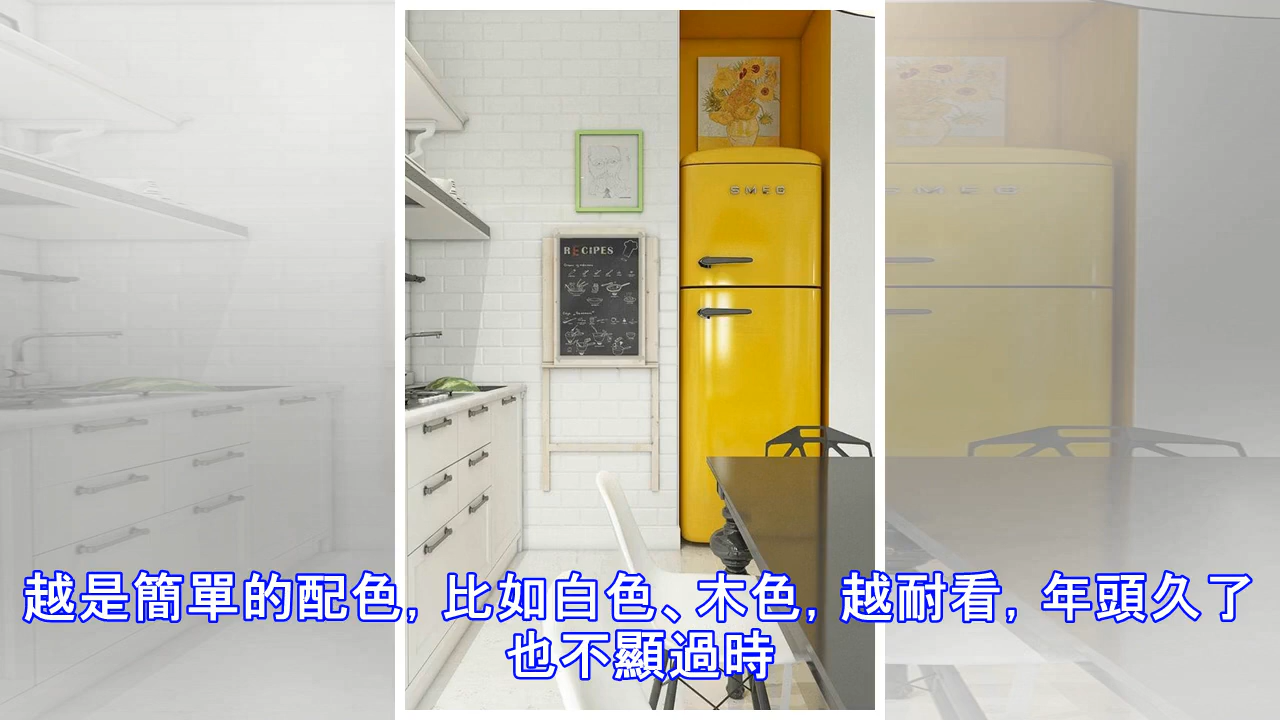 SMEG
RECIPES
越是簡單的配色, 比如白色、木色, 越耐看, 年頭久了
也不顯過時